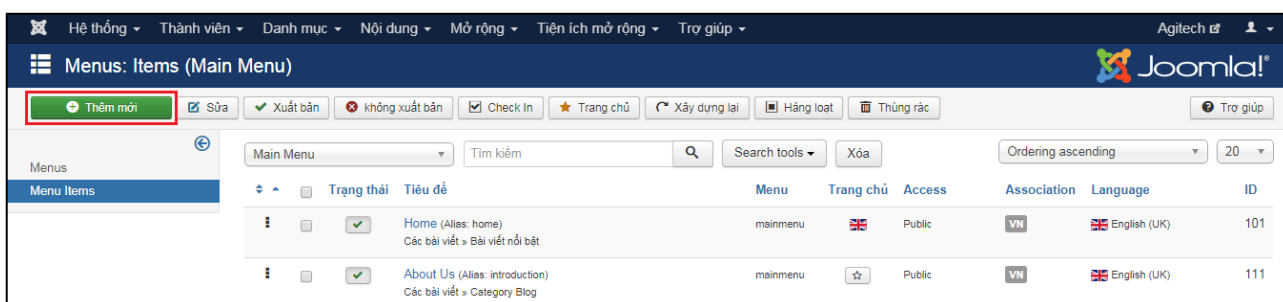 Hệ thống Thành viên Danh mục Nội dung Mở rộng Tiện ích mở rộng Trợ giúp Agitech
Menus: Items (Main Menu) Joomla!®
Thêm mới Sửa Xuất bản không xuất bản Check In Trang chủ Xây dựng lại Hàng loạt Thùng rác Trợ giúp
Main Menu Tìm kiếm Search tools Xóa Ordering ascending 20
Menus
Menu Items
Trạng thái Tiêu đề Menu Trang chủ Access Association Language ID
Home (Alias: home) mainmenu Public VN English (UK) 101
Các bài viết » Bài viết nổi bật
About Us (Alias: introduction) mainmenu Public VN English (UK) 111
Các bài viết » Category Blog